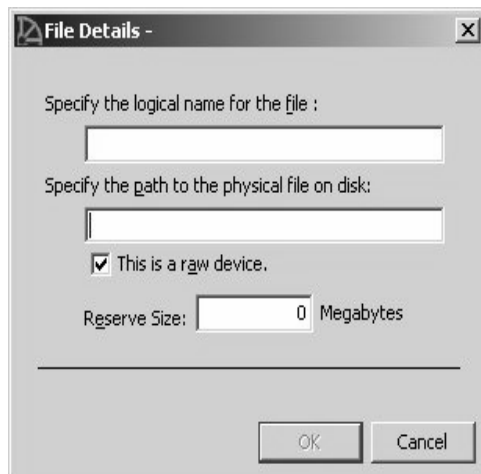 File Details -
Specify the logical name for the file :
Specify the path to the physical file on disk:
This is a raw device.
Reserve Size: 0 Megabytes
OK Cancel